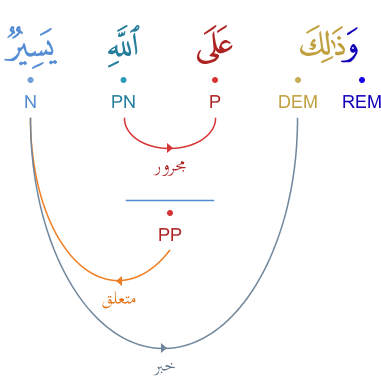 وَذَٰلِكَ عَلَى ٱللَّهِ يَسِيرٌ
REM DEM P PN N
مجرور
PP
متعلق
خبر